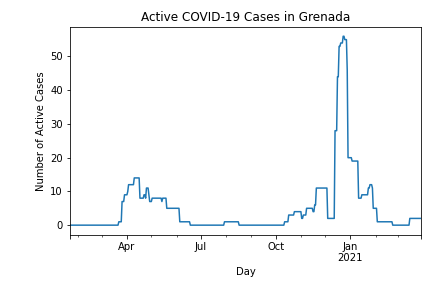 Active COVID-19 Cases in Grenada
Number of Active Cases
50
40
30
20
10
0
Apr
Jul
Oct
Jan
2021
Day